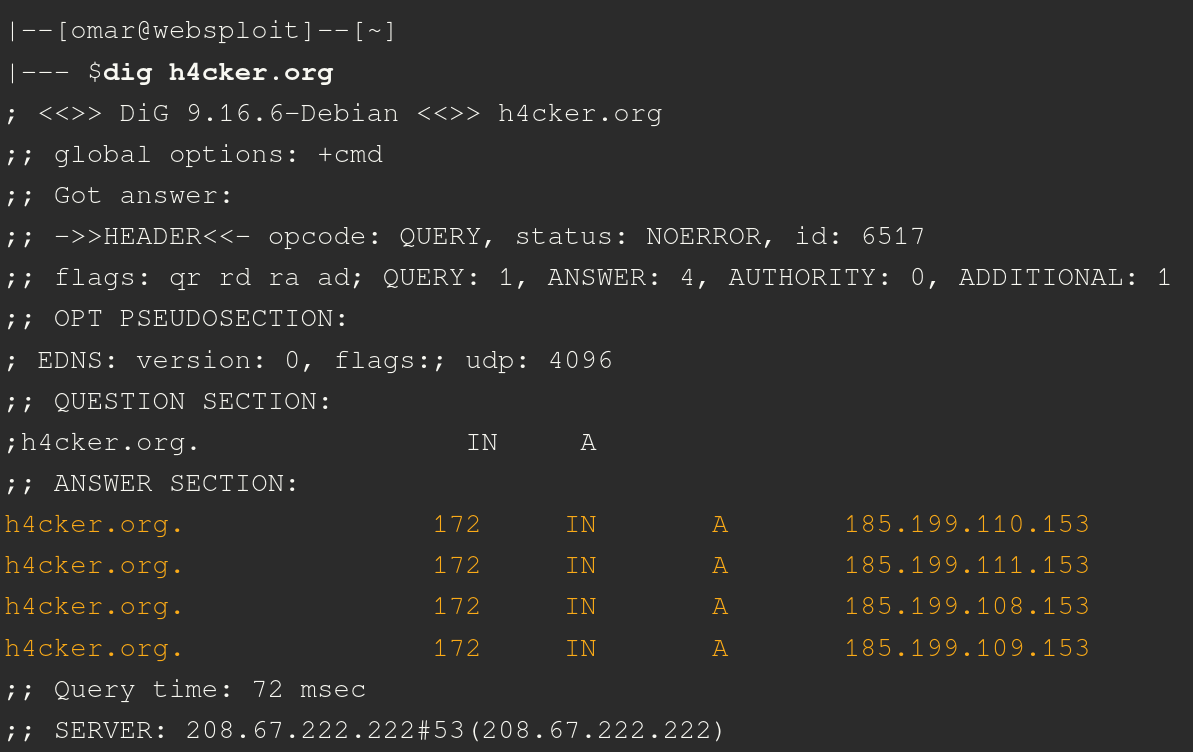 |--[omar@websploit]--[~]
|--- $dig h4cker.org
; <<>> DiG 9.16.6-Debian <<>> h4cker.org
;; global options: +cmd
;; Got answer:
;; ->>HEADER<<- opcode: QUERY, status: NOERROR, id: 6517
;; flags: qr rd ra ad; QUERY: 1, ANSWER: 4, AUTHORITY: 0, ADDITIONAL: 1
;; OPT PSEUDOSECTION:
; EDNS: version: 0, flags:; udp: 4096
;; QUESTION SECTION:
;h4cker.org. IN A
;; ANSWER SECTION:
h4cker.org. 172 IN A 185.199.110.153
h4cker.org. 172 IN A 185.199.111.153
h4cker.org. 172 IN A 185.199.108.153
h4cker.org. 172 IN A 185.199.109.153
;; Query time: 72 msec
;; SERVER: 208.67.222.222#53(208.67.222.222)